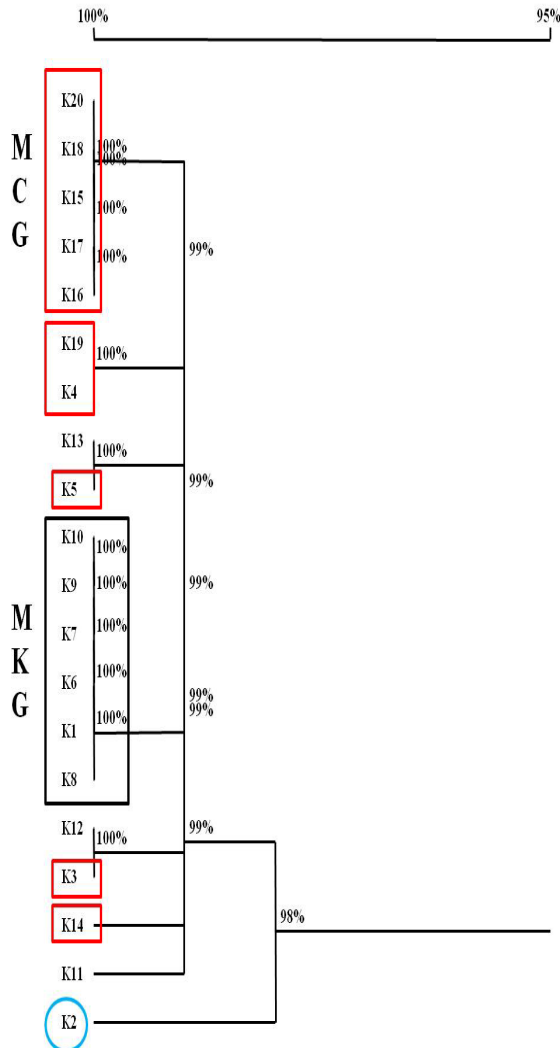 100% 95%
K20
M K18 100%
100%
C K15 100%
G K17 100% 99%
K16
K19 100%
K4
K13 100%
K5 99%
K10 100%
K9 100% 99%
M K7 100%
K K6 100% 99%
G K1 100% 99%
K8
K12 100% 99%
K3
K14 98%
K11
K2